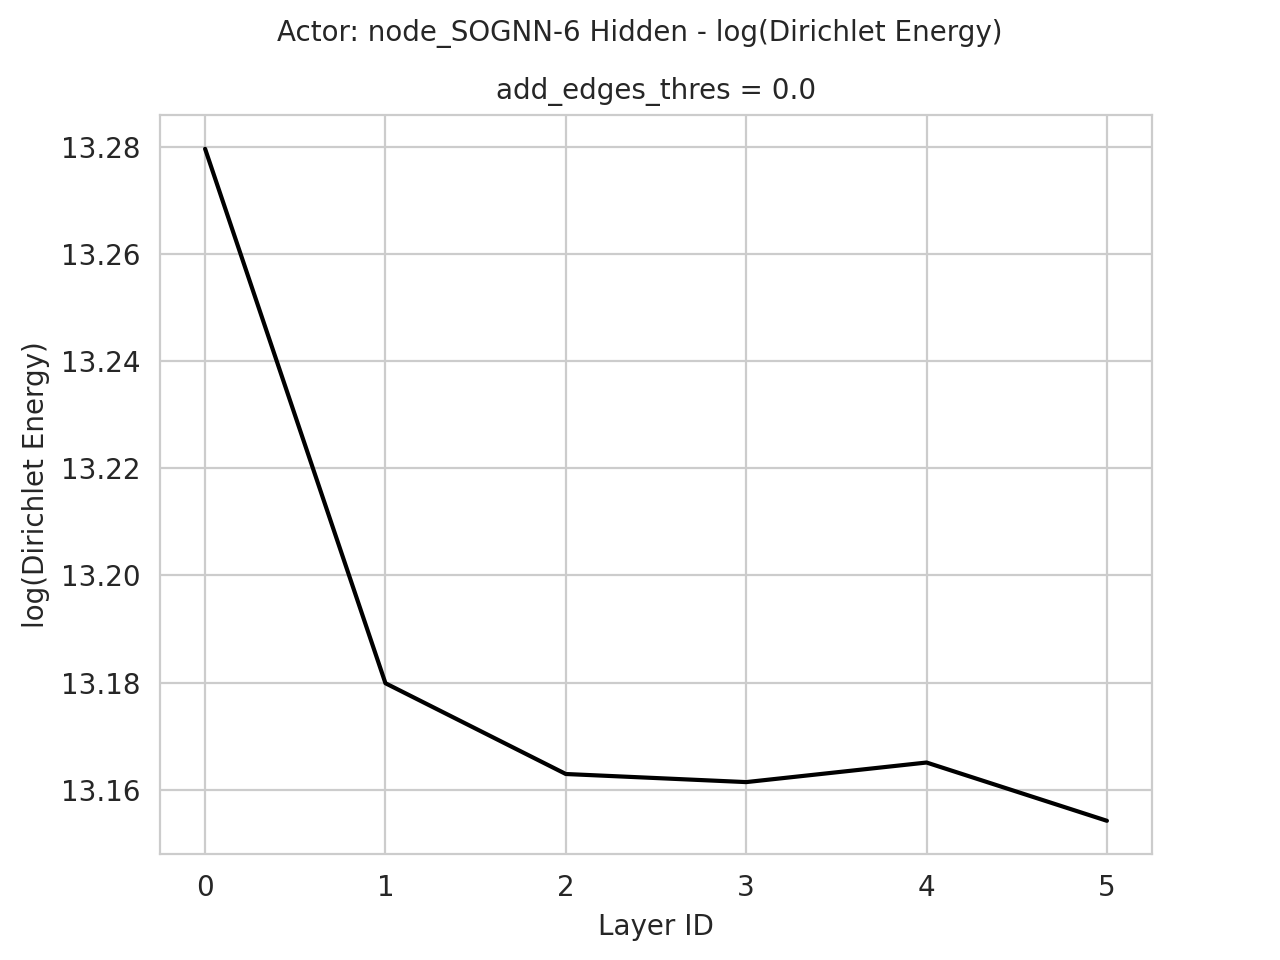 Actor: node_SOGNN-6 Hidden - log(Dirichlet Energy)
add_edges_thres = 0.0
log(Dirichlet Energy)
13.28
13.26
13.24
13.22
13.20
13.18
13.16
0 1 2 3 4 5
Layer ID